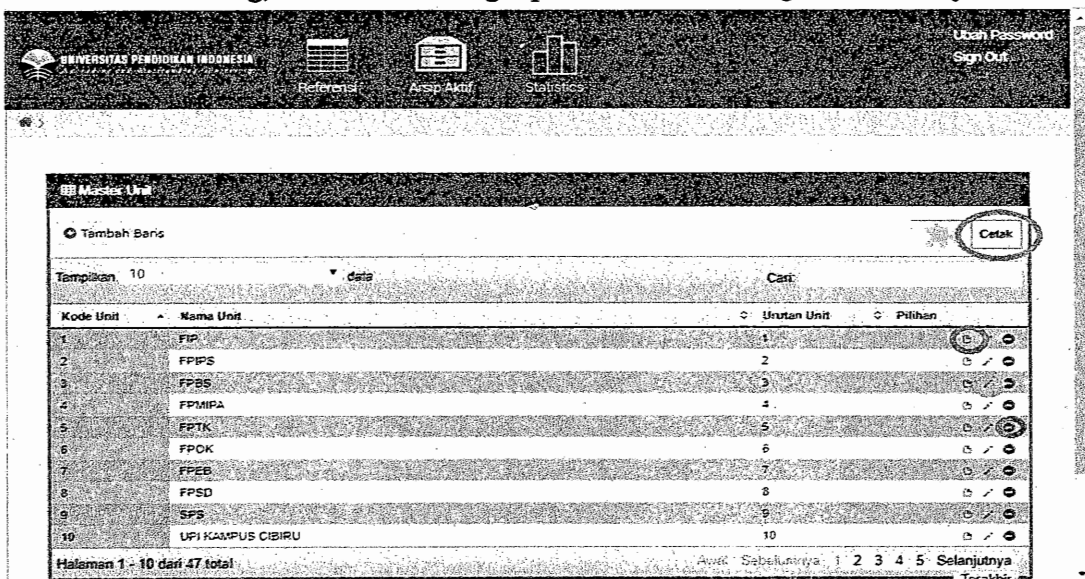 Ubah Password
UNIVERSITAS PENDIDIKAN INDONESIA
Sign Out
Referensi Arsip Aktif Statistics
Master Unit
Tambah Baris Cetak
Tampilkan 10 data Cari:
Kode Unit Nama Unit Urutan Unit Pilihan
1 FIP 1
2 FPIPS 2
3 FPBS 3
4 FPMIPA 4
5 FPTK 5
6 FPOK 6
7 FPEB 7
8 FPSD 8
9 SPS 9
10 UPI KAMPUS CIBIRU 10
Halaman 1 - 10 dari 47 total Awal Sebelumnya 1 2 3 4 5 Selanjutnya